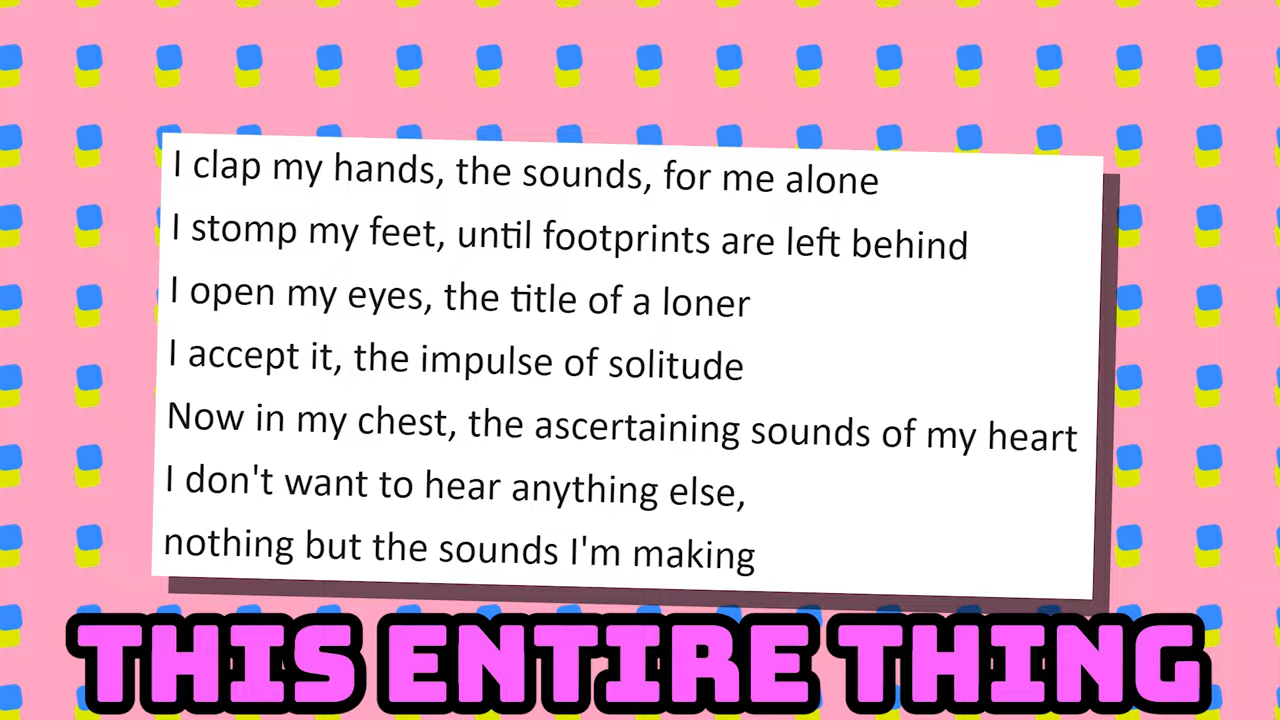 I clap my hands, the sounds, for me alone
I stomp my feet, until footprints are left behind
I open my eyes, the title of a loner
I accept it, the impulse of solitude
Now in my chest, the ascertaining sounds of my heart
I don't want to hear anything else,
nothing but the sounds I'm making
THIS ENTIRE THING